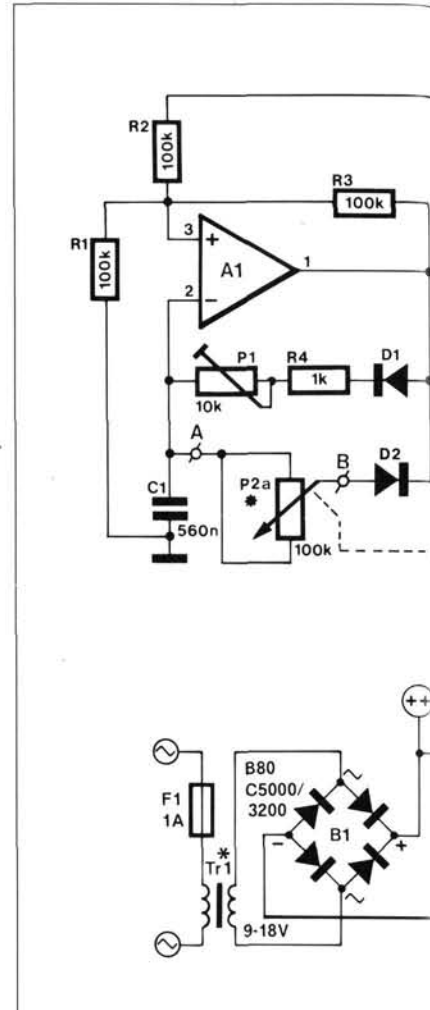 R2
100k
R3
100k
R1
100k
3
+
A1
1
2
−
P1
10k
R4
1k
D1
A
B
D2
C1
560n
P2a
*
100k
++
F1
1A
Tr1*
9-18V
B80
C5000/
3200
~
−
B1
+
~